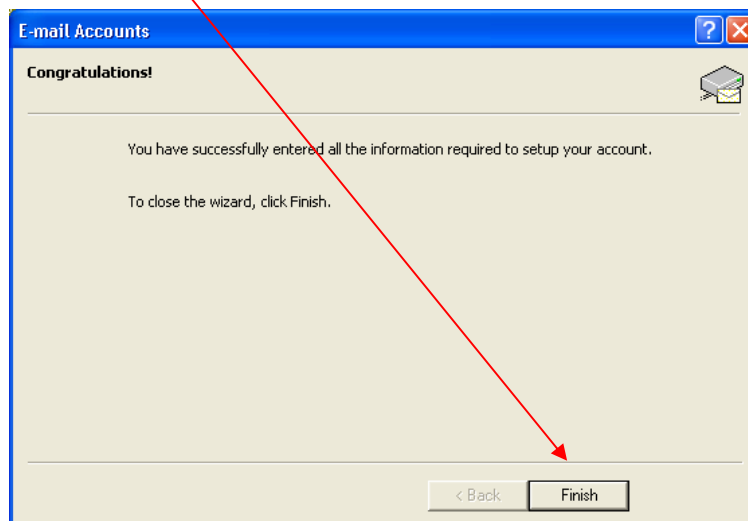 E-mail Accounts
Congratulations!
You have successfully entered all the information required to setup your account.
To close the wizard, click Finish.
< Back Finish